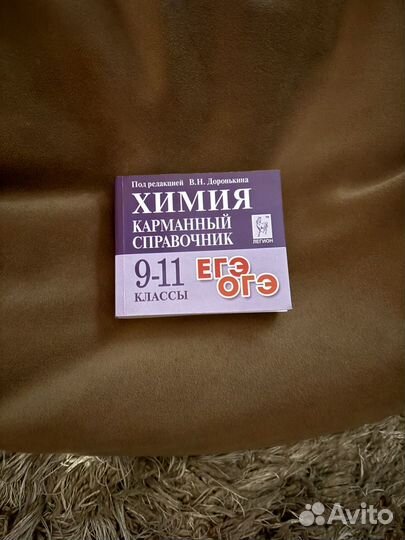 Под редакцией В.Н. Доронькина
ХИМИЯ
КАРМАННЫЙ
СПРАВОЧНИК
ЛЕГИОН
9-11
КЛАССЫ
ЕГЭ
ОГЭ
Avito